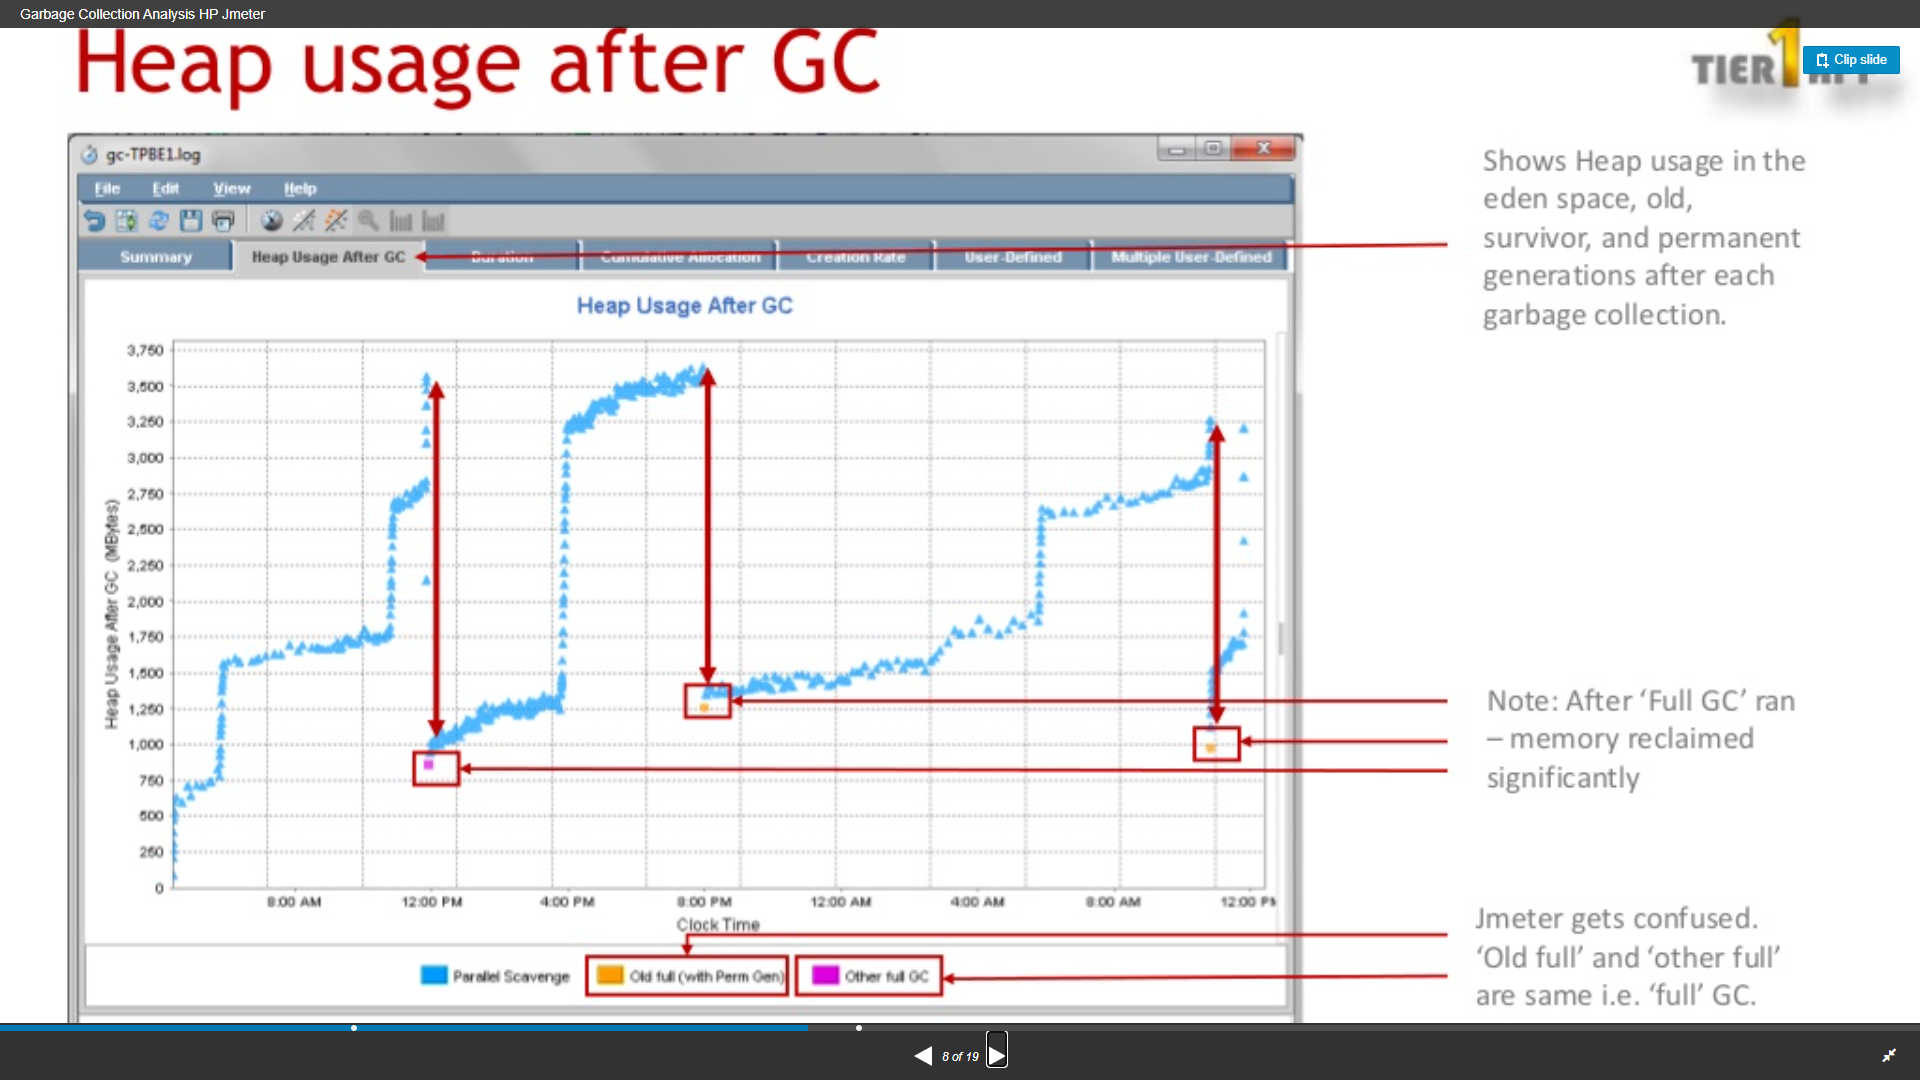 Garbage Collection Analysis HP Jmeter
Heap usage after GC
TIER1
Clip slide
gc-TPBE1.log
File Edit View Help
Summary Heap Usage After GC Duration Cumulative Allocation Creation Rate User-Defined Multiple User-Defined
Heap Usage After GC
3,750
3,500
3,250
3,000
2,750
2,500
2,250
2,000
1,750
1,500
1,250
1,000
750
500
250
0
Heap Usage After GC (MBytes)
8:00 AM 12:00 PM 4:00 PM 8:00 PM 12:00 AM 4:00 AM 8:00 AM 12:00 PM
Clock Time
Parallel Scavenge Old full (with Perm Gen) Other full GC
Shows Heap usage in the
eden space, old,
survivor, and permanent
generations after each
garbage collection.
Note: After ‘Full GC’ ran
– memory reclaimed
significantly
Jmeter gets confused.
‘Old full’ and ‘other full’
are same i.e. ‘full’ GC.
8 of 19